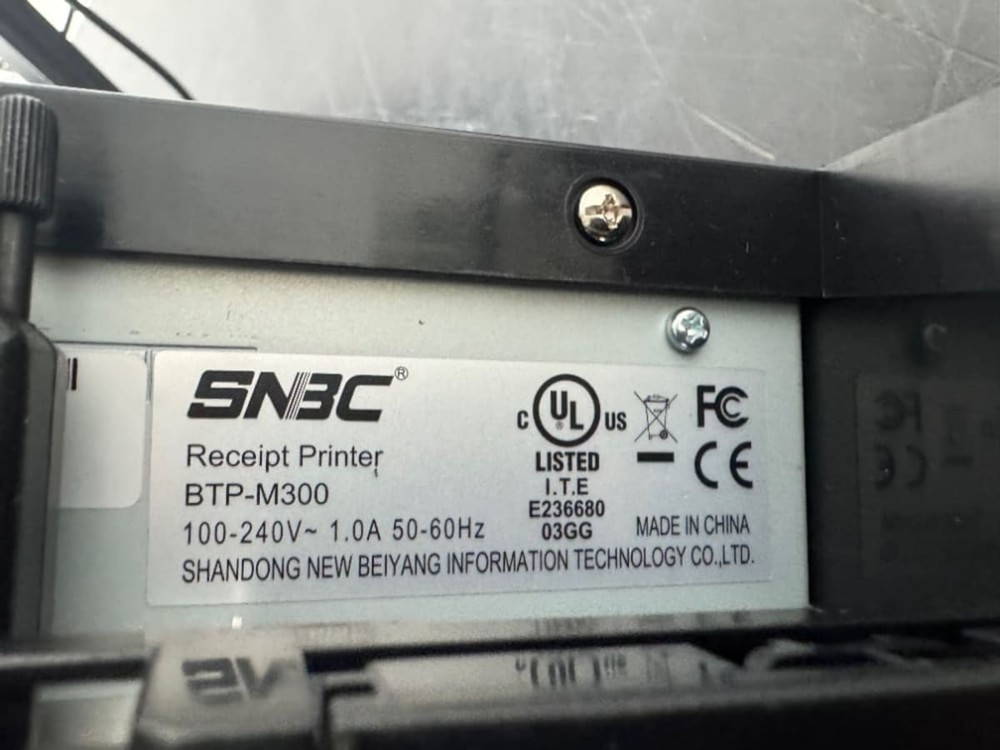 SNBC®
Receipt Printer
BTP-M300
100-240V~ 1.0A 50-60Hz
SHANDONG NEW BEIYANG INFORMATION TECHNOLOGY CO.,LTD.
C UL® US
LISTED
I.T.E
E236680
03GG
FC
CE
MADE IN CHINA